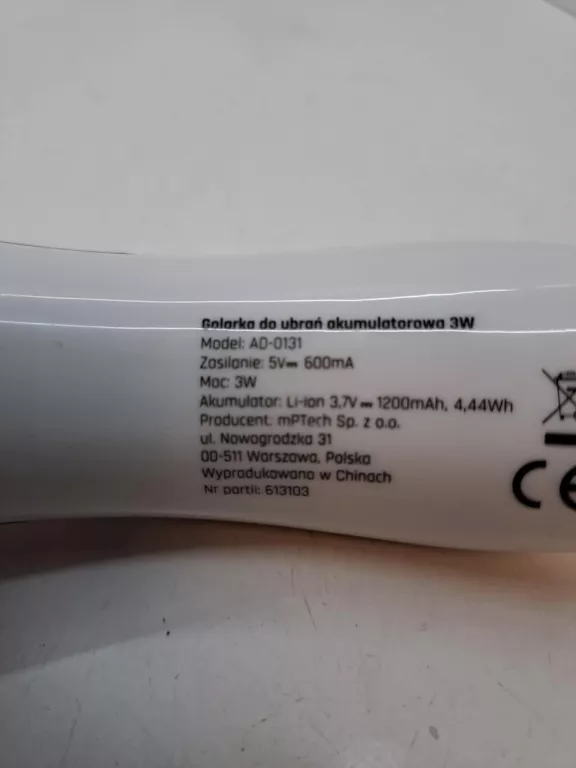 Golarka do ubrań akumulatorowa 3W
Model: AD-0131
Zasilanie: 5V⎓ 600mA
Moc: 3W
Akumulator: Li-ion 3,7V⎓ 1200mAh, 4,44Wh
Producent: mPTech Sp. z o.o.
ul. Nowogrodzka 31
00-511 Warszawa, Polska
Wyprodukowano w Chinach
Nr partii: 613103
CE